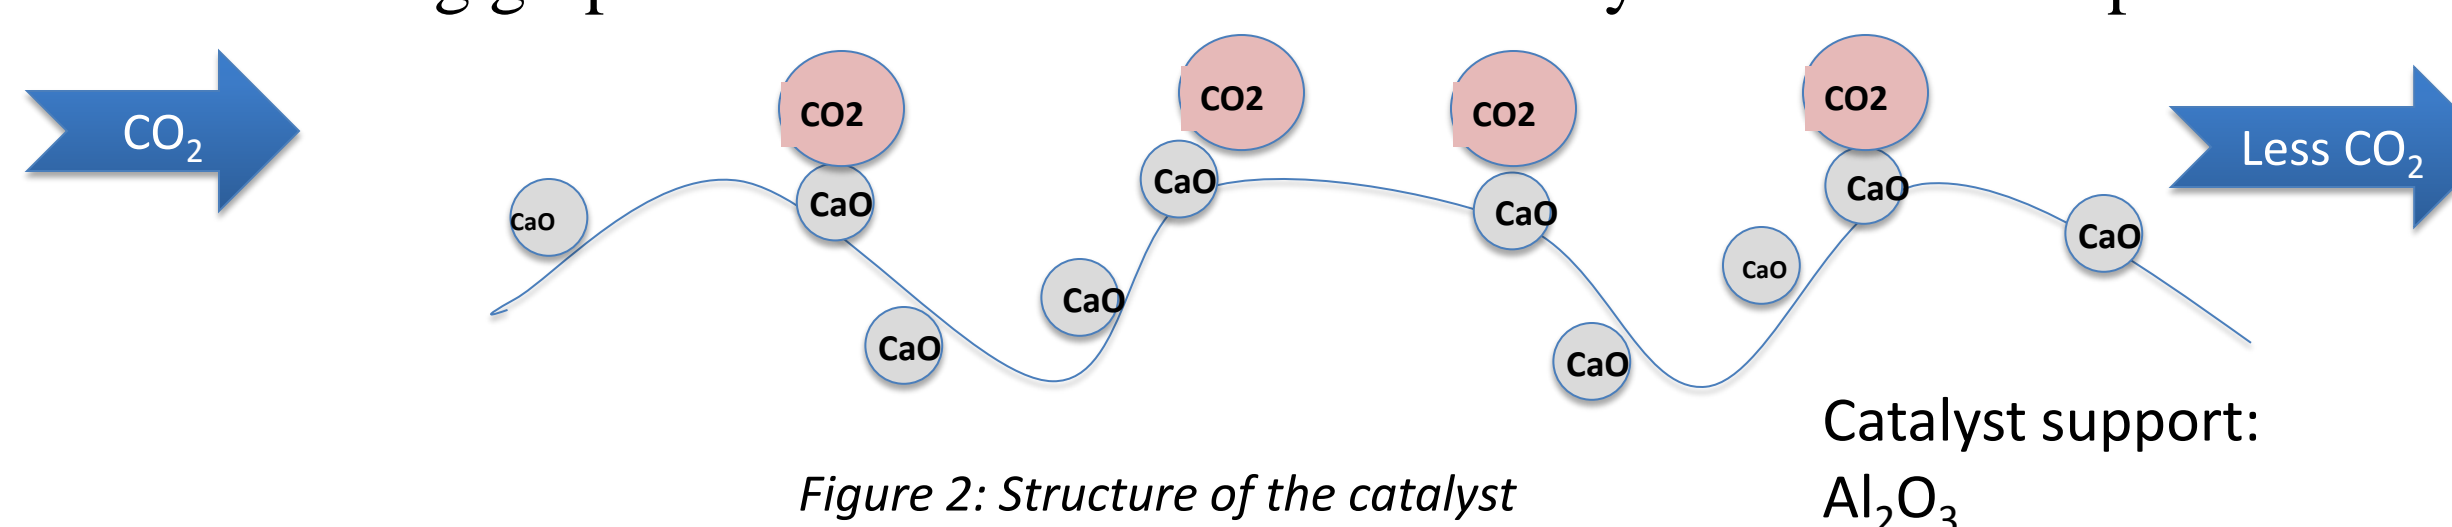 CO₂
CO2
CO2
CO2
CO2
Less CO₂
CaO
CaO
CaO
CaO
CaO
CaO
CaO
CaO
CaO
CaO
Catalyst support:
Al₂O₃
Figure 2: Structure of the catalyst